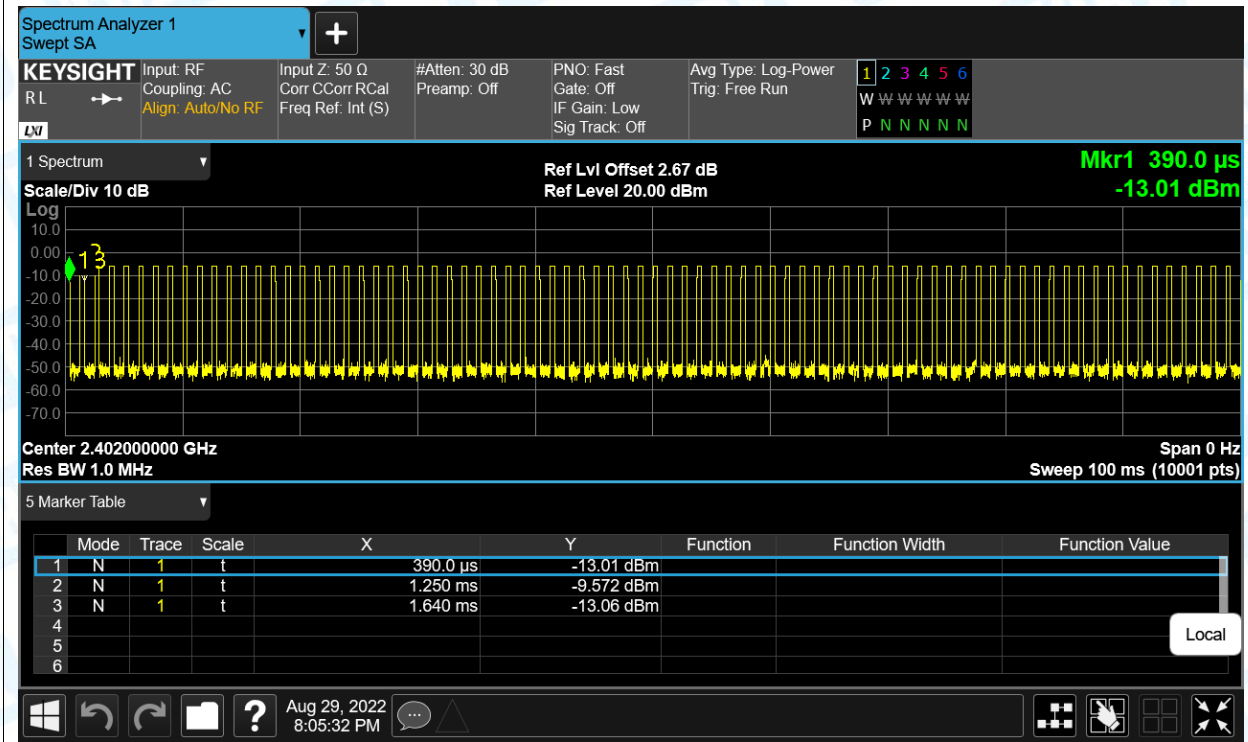 Spectrum Analyzer 1
Swept SA
KEYSIGHT
R L
LXI
Input: RF
Coupling: AC
Align: Auto/No RF
Input Z: 50 Ω
Corr CCorr RCal
Freq Ref: Int (S)
#Atten: 30 dB
Preamp: Off
PNO: Fast
Gate: Off
IF Gain: Low
Sig Track: Off
Avg Type: Log-Power
Trig: Free Run
1 2 3 4 5 6
W W W W W W
P N N N N N
1 Spectrum
Scale/Div 10 dB
Ref Lvl Offset 2.67 dB
Ref Level 20.00 dBm
Mkr1 390.0 µs
-13.01 dBm
Log
10.0
0.00
-10.0
-20.0
-30.0
-40.0
-50.0
-60.0
-70.0
1 3
Center 2.402000000 GHz
Res BW 1.0 MHz
Span 0 Hz
Sweep 100 ms (10001 pts)
5 Marker Table
Mode Trace Scale X Y Function Function Width Function Value
1 N 1 t 390.0 µs -13.01 dBm
2 N 1 t 1.250 ms -9.572 dBm
3 N 1 t 1.640 ms -13.06 dBm
4
5
6
Local
?
Aug 29, 2022
8:05:32 PM